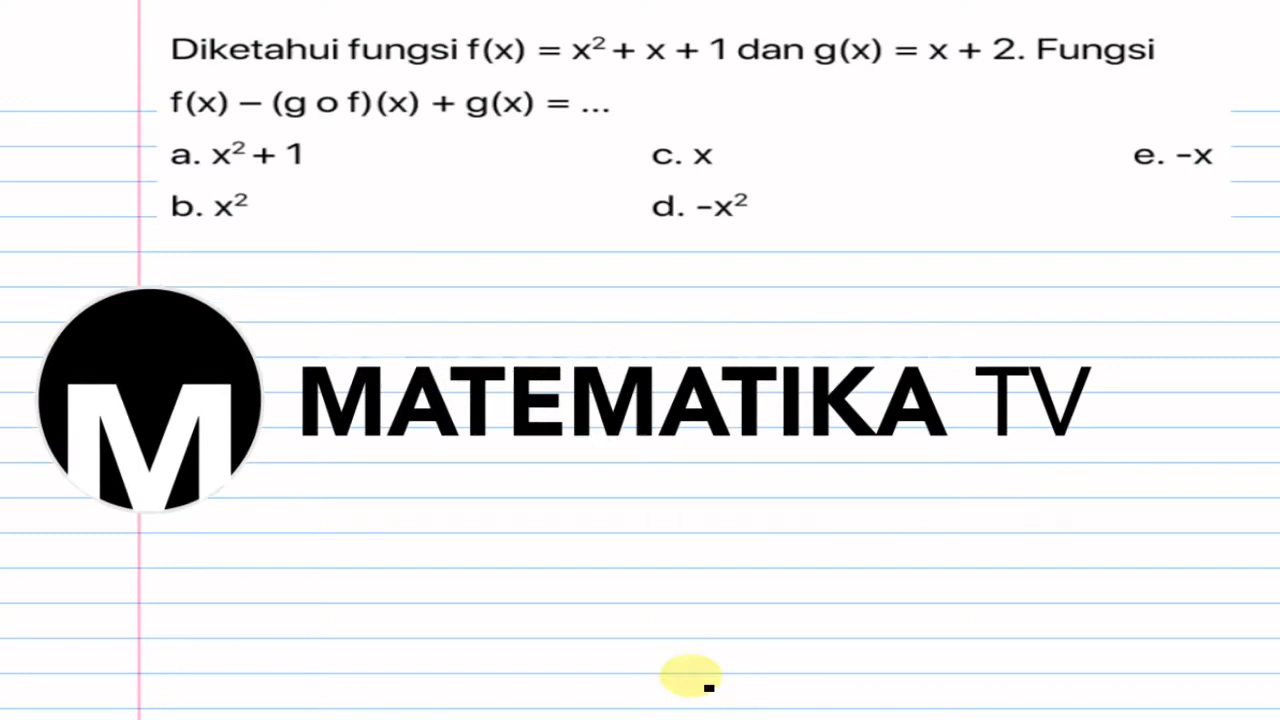 Diketahui fungsi f(x) = x² + x + 1 dan g(x) = x + 2. Fungsi
f(x) – (g o f)(x) + g(x) = ...
a. x² + 1 c. x e. -x
b. x² d. -x²
M MATEMATIKA TV